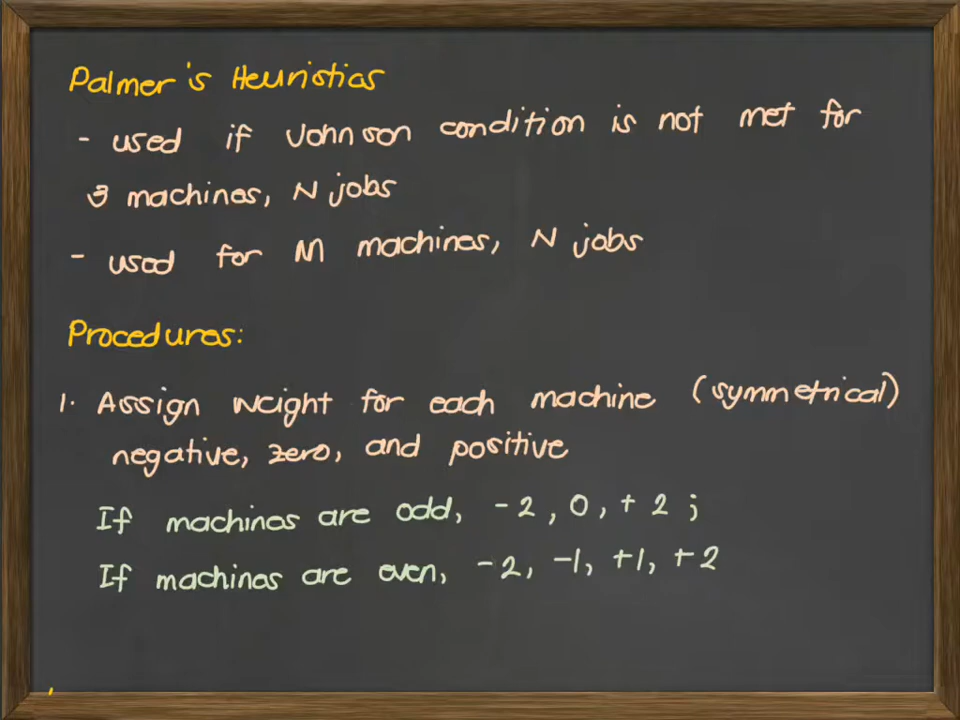 Palmer's Heuristics
- used if Johnson condition is not met for
3 machines, N jobs
- used for M machines, N jobs
Procedures:
1. Assign weight for each machine (symmetrical)
negative, zero, and positive
If machines are odd, -2, 0, +2 ;
If machines are even, -2, -1, +1, +2